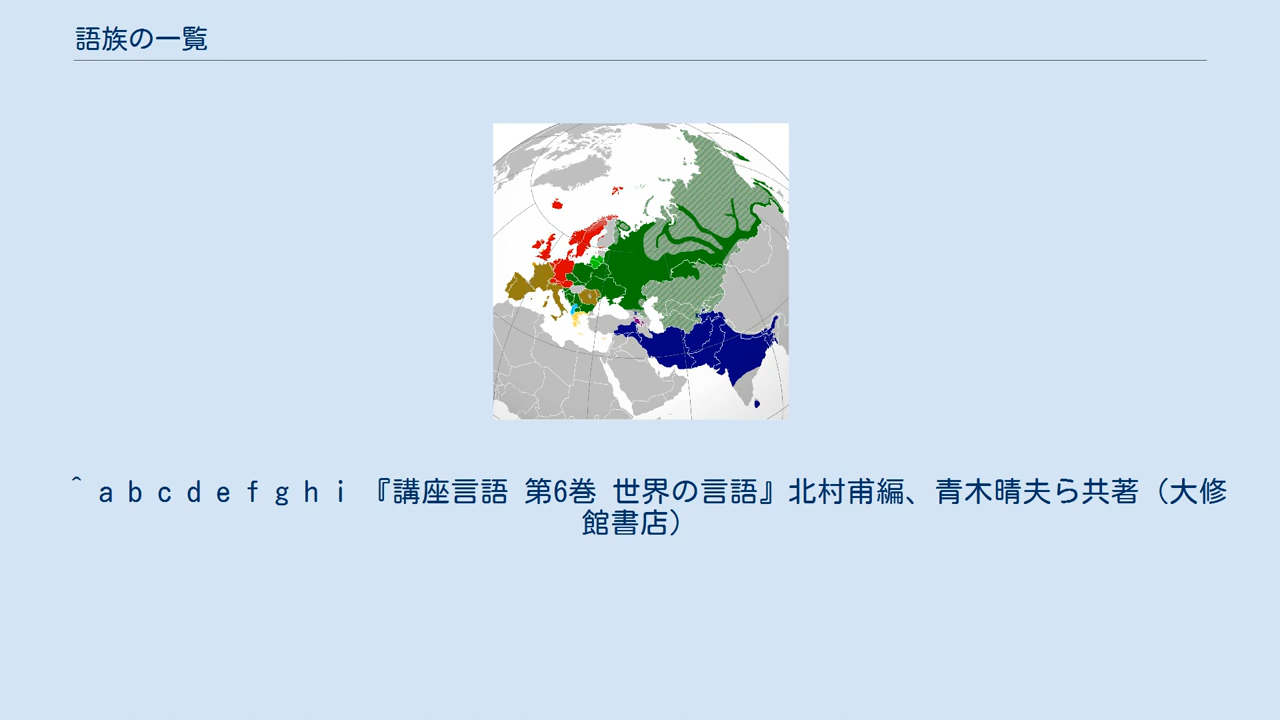 語族の一覧
^ a b c d e f g h i 『講座言語 第6巻 世界の言語』北村甫編、青木晴夫ら共著（大修
館書店）